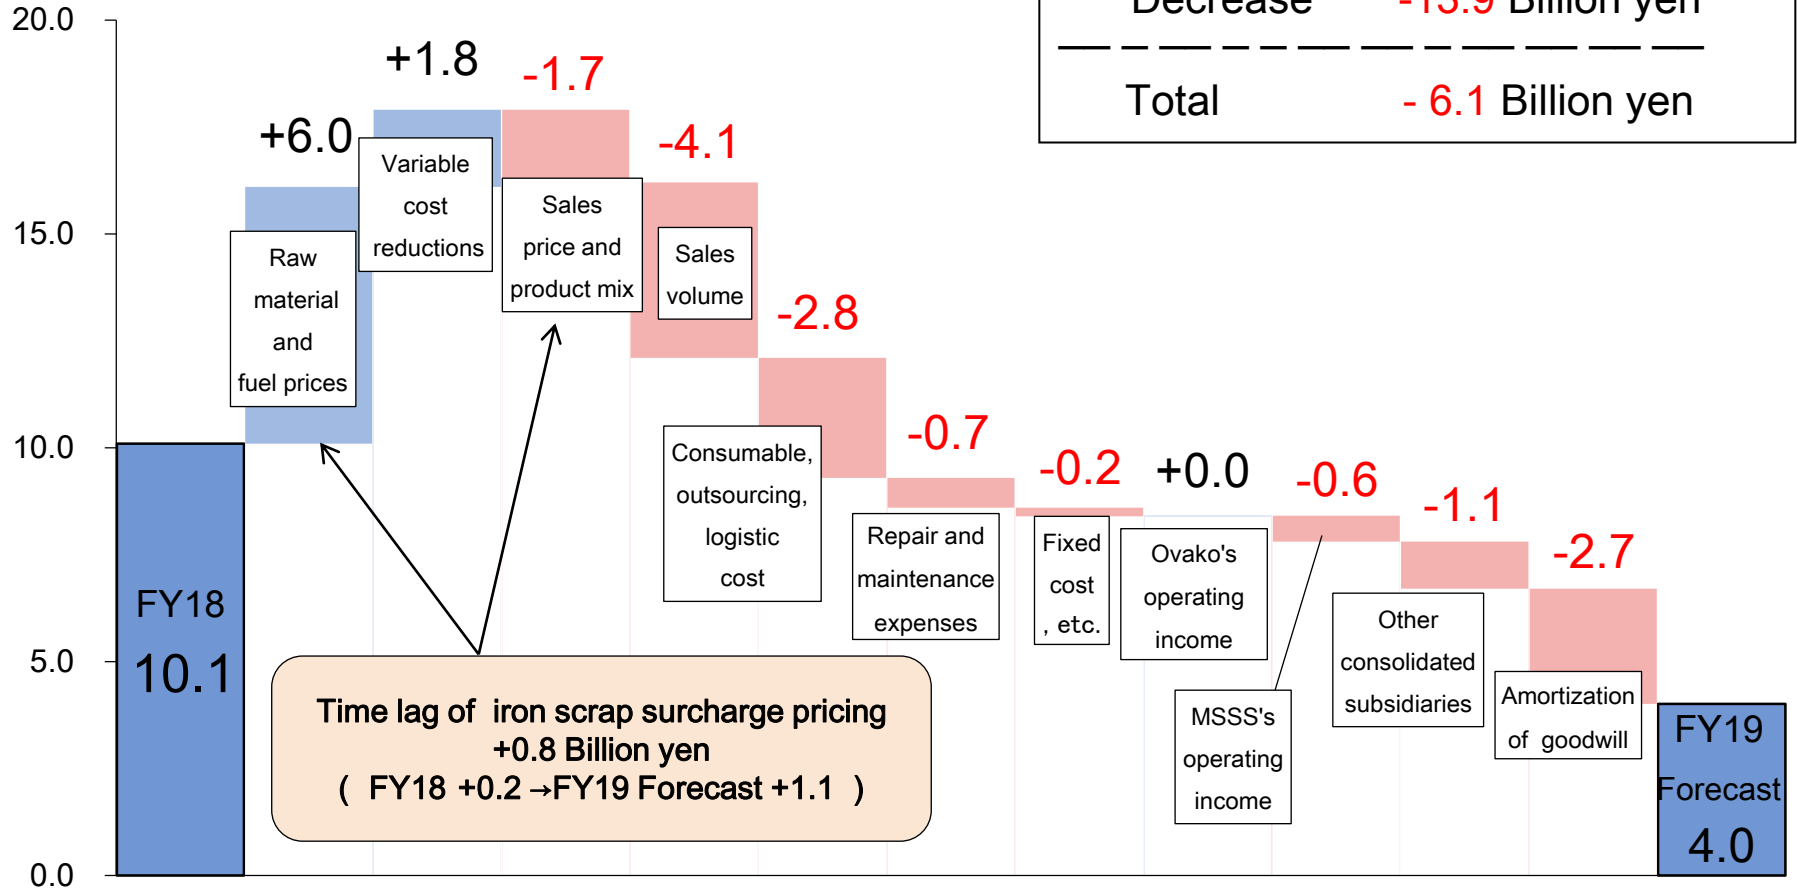 Decrease -13.9 Billion yen
Total - 6.1 Billion yen
20.0
15.0
10.0
5.0
0.0
FY18
10.1
+6.0
Raw
material
and
fuel prices
+1.8
Variable
cost
reductions
-1.7
Sales
price and
product mix
-4.1
Sales
volume
-2.8
Consumable,
outsourcing,
logistic
cost
-0.7
Repair and
maintenance
expenses
-0.2
Fixed
cost
, etc.
+0.0
Ovako's
operating
income
-0.6
MSSS's
operating
income
-1.1
Other
consolidated
subsidiaries
-2.7
Amortization
of goodwill
FY19
Forecast
4.0
Time lag of iron scrap surcharge pricing
+0.8 Billion yen
( FY18 +0.2 →FY19 Forecast +1.1 )